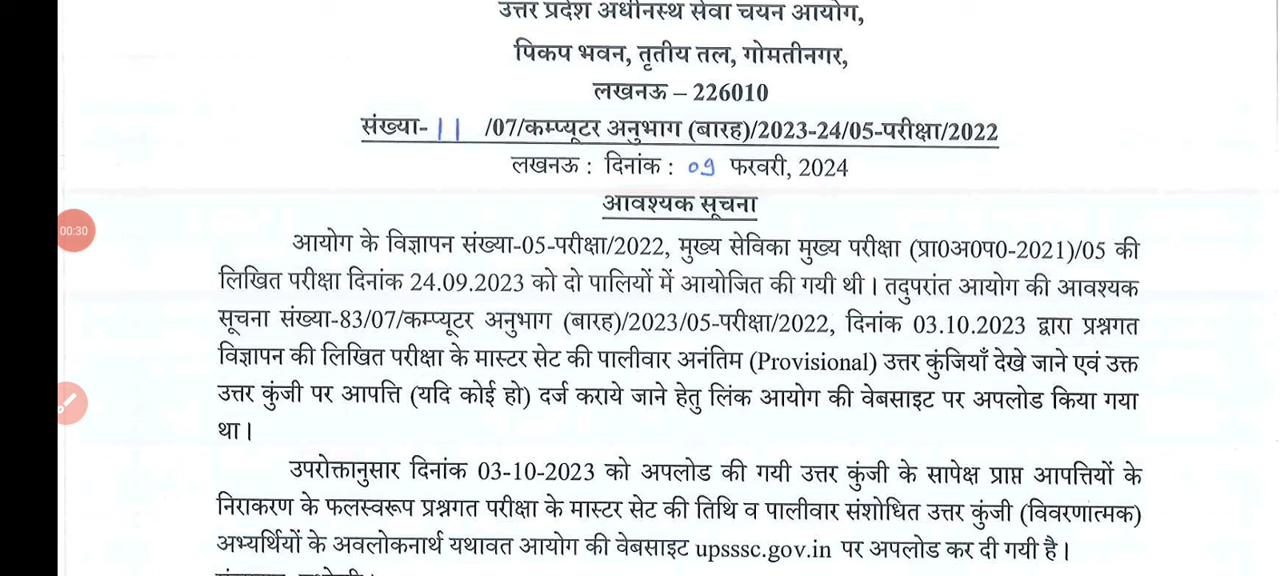 उत्तर प्रदेश अधीनस्थ सेवा चयन आयोग,
पिकप भवन, तृतीय तल, गोमतीनगर,
लखनऊ – 226010
संख्या- 11 /07/कम्प्यूटर अनुभाग (बारह)/2023-24/05-परीक्षा/2022
लखनऊ : दिनांक : 09 फरवरी, 2024
आवश्यक सूचना
00:30
आयोग के विज्ञापन संख्या-05-परीक्षा/2022, मुख्य सेविका मुख्य परीक्षा (प्रा0अ0प0-2021)/05 की
लिखित परीक्षा दिनांक 24.09.2023 को दो पालियों में आयोजित की गयी थी। तदुपरांत आयोग की आवश्यक
सूचना संख्या-83/07/कम्प्यूटर अनुभाग (बारह)/2023/05-परीक्षा/2022, दिनांक 03.10.2023 द्वारा प्रश्नगत
विज्ञापन की लिखित परीक्षा के मास्टर सेट की पालीवार अनंतिम (Provisional) उत्तर कुंजियाँ देखे जाने एवं उक्त
उत्तर कुंजी पर आपत्ति (यदि कोई हो) दर्ज कराये जाने हेतु लिंक आयोग की वेबसाइट पर अपलोड किया गया
था।
उपरोक्तानुसार दिनांक 03-10-2023 को अपलोड की गयी उत्तर कुंजी के सापेक्ष प्राप्त आपत्तियों के
निराकरण के फलस्वरूप प्रश्नगत परीक्षा के मास्टर सेट की तिथि व पालीवार संशोधित उत्तर कुंजी (विवरणात्मक)
अभ्यर्थियों के अवलोकनार्थ यथावत आयोग की वेबसाइट upsssc.gov.in पर अपलोड कर दी गयी है।